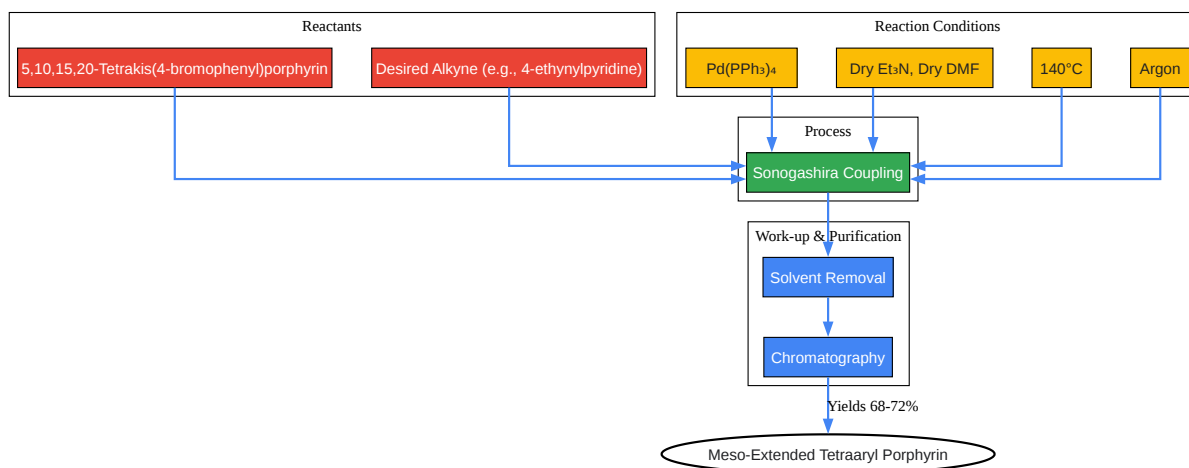 Reactants
Reaction Conditions
5,10,15,20-Tetrakis(4-bromophenyl)porphyrin
Desired Alkyne (e.g., 4-ethynylpyridine)
Pd(PPh₃)₄
Dry Et₃N, Dry DMF
140°C
Argon
Process
Sonogashira Coupling
Work-up & Purification
Solvent Removal
Chromatography
Yields 68-72%
Meso-Extended Tetraaryl Porphyrin